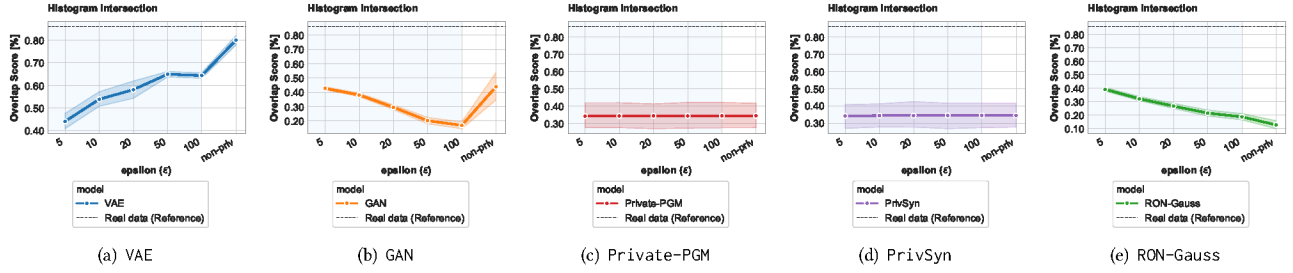 Histogram Intersection
Overlap Score [%]
0.80
0.70
0.60
0.50
0.40
5
10
20
50
100
non-priv
epsilon (ε)
model
VAE
Real data (Reference)
(a) VAE
Histogram Intersection
Overlap Score [%]
0.80
0.70
0.60
0.50
0.40
0.30
0.20
5
10
20
50
100
non-priv
epsilon (ε)
model
GAN
Real data (Reference)
(b) GAN
Histogram Intersection
Overlap Score [%]
0.80
0.70
0.60
0.50
0.40
0.30
5
10
20
50
100
non-priv
epsilon (ε)
model
Private-PGM
Real data (Reference)
(c) Private-PGM
Histogram Intersection
Overlap Score [%]
0.80
0.70
0.60
0.50
0.40
0.30
5
10
20
50
100
non-priv
epsilon (ε)
model
PrivSyn
Real data (Reference)
(d) PrivSyn
Histogram Intersection
Overlap Score [%]
0.80
0.70
0.60
0.50
0.40
0.30
0.20
0.10
5
10
20
50
100
non-priv
epsilon (ε)
model
RON-Gauss
Real data (Reference)
(e) RON-Gauss